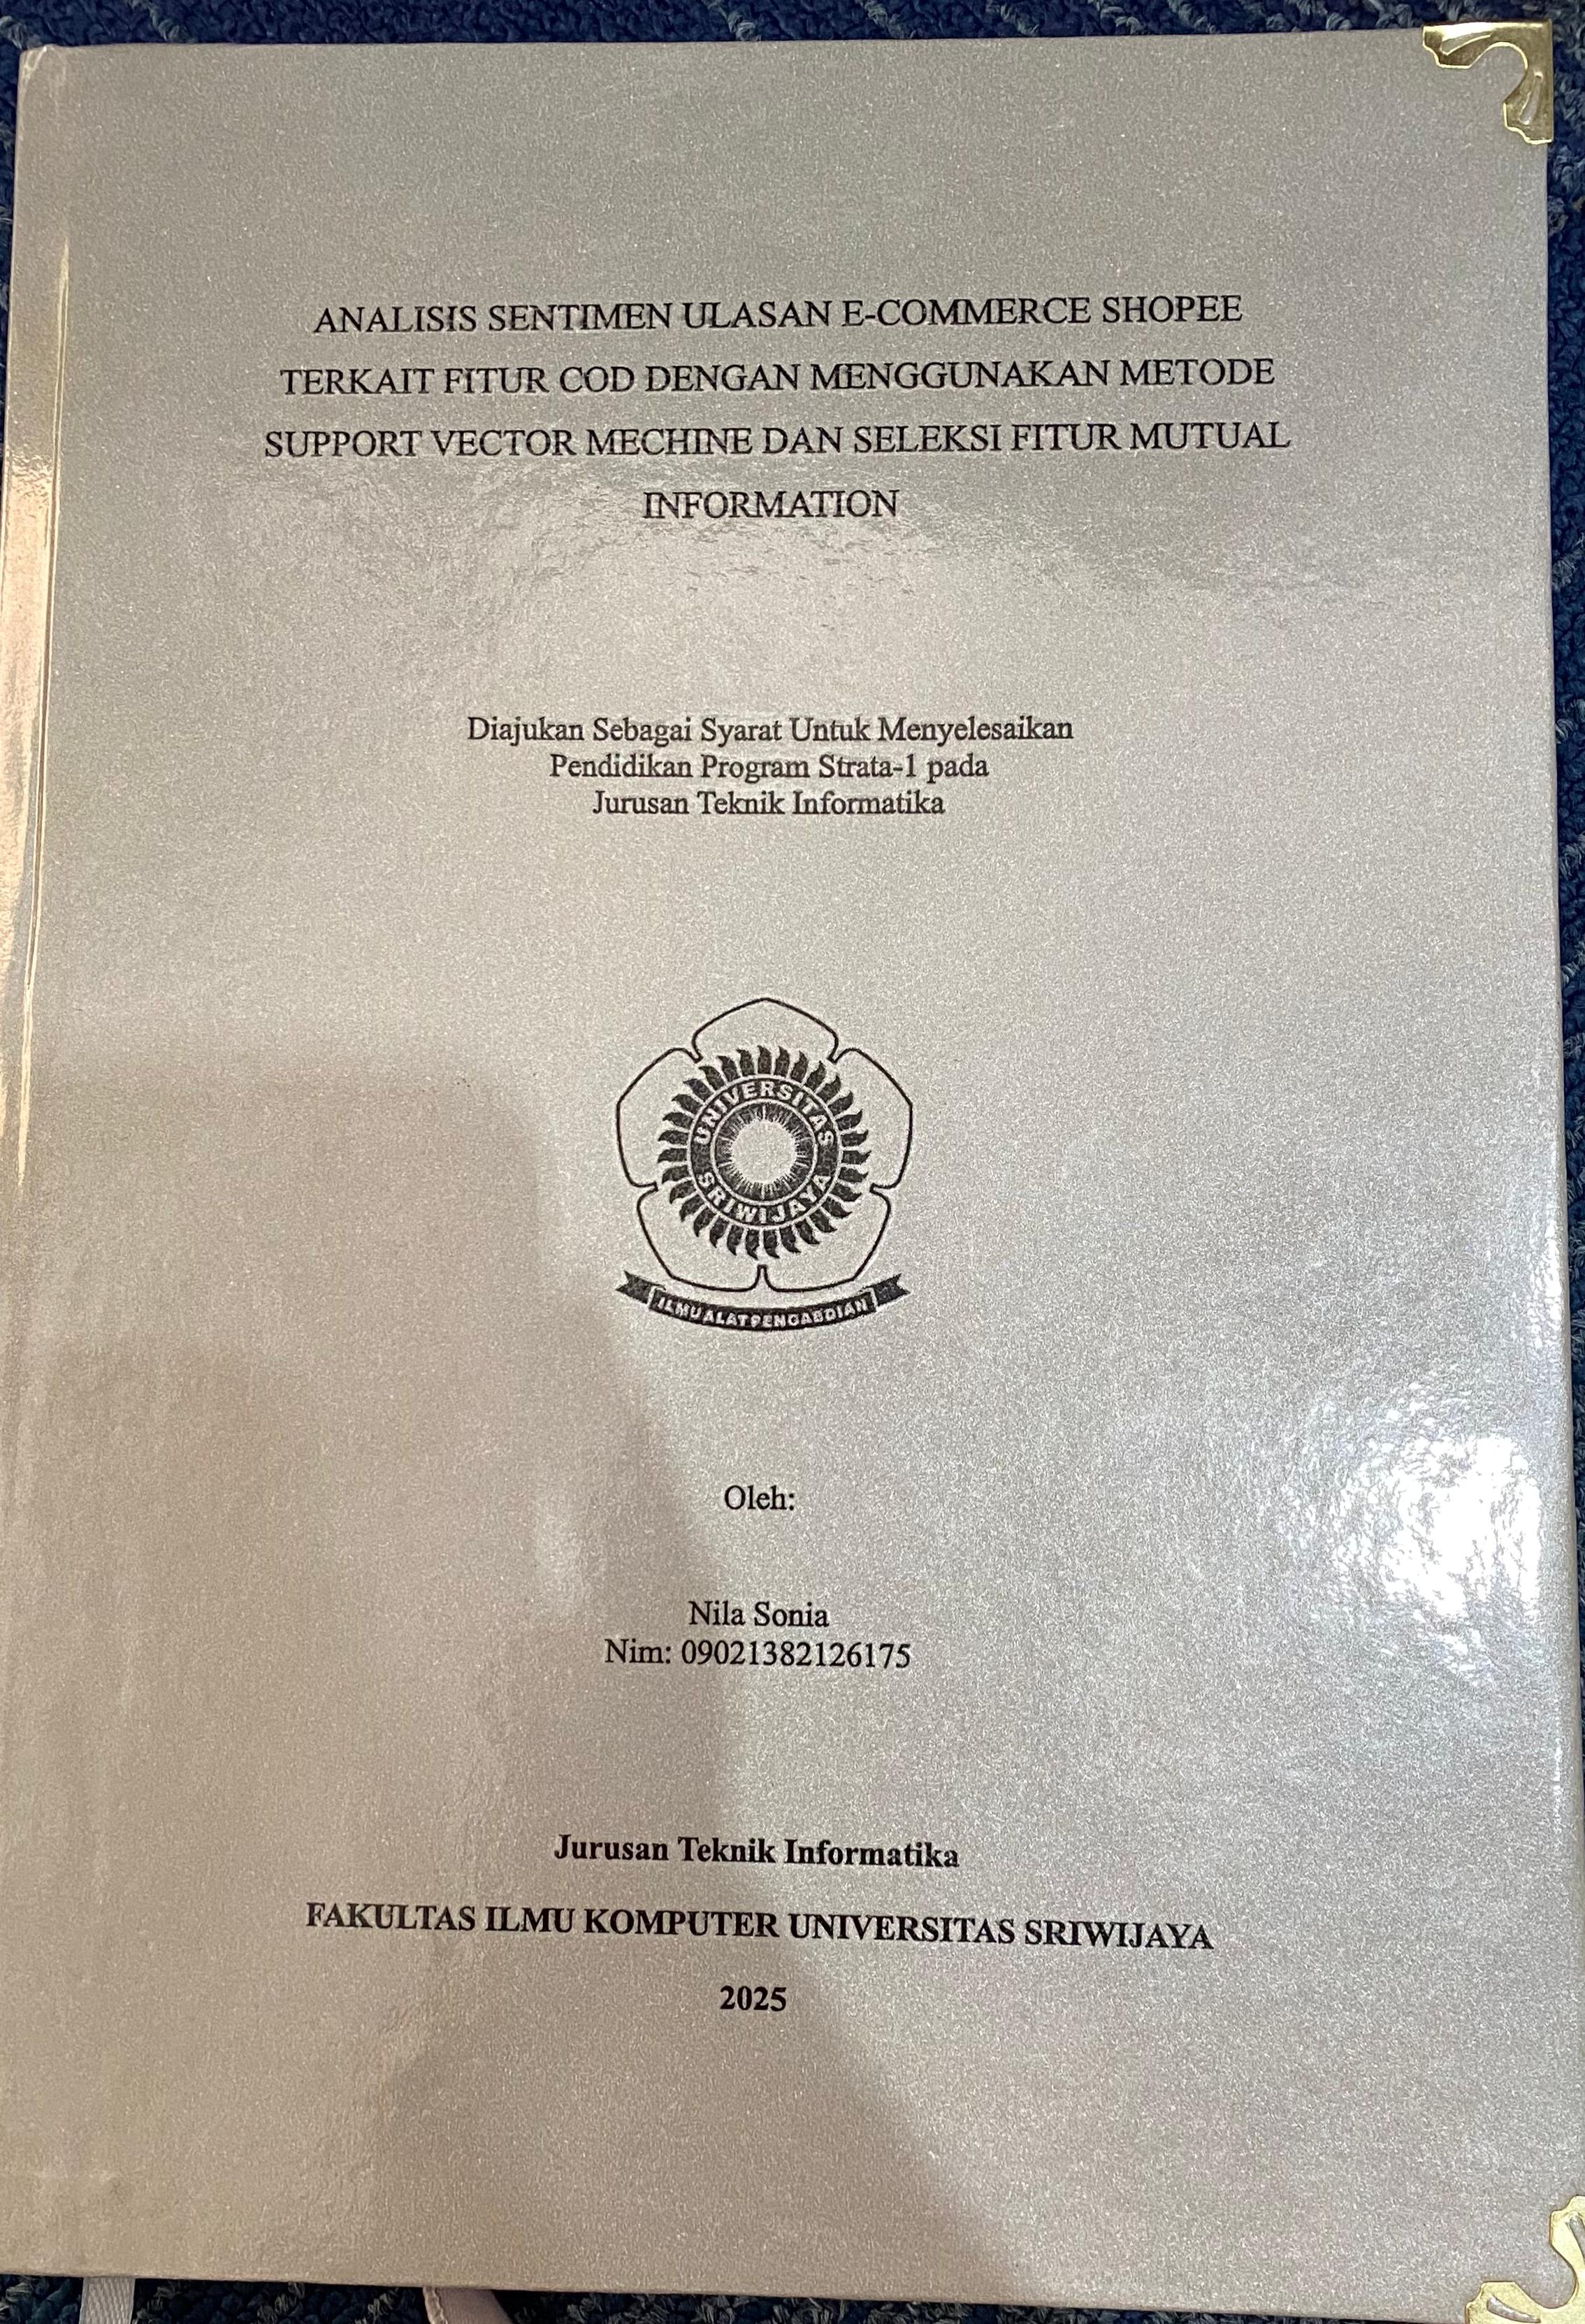 ANALISIS SENTIMEN ULASAN E-COMMERCE SHOPEE
TERKAIT FITUR COD DENGAN MENGGUNAKAN METODE
SUPPORT VECTOR MECHINE DAN SELEKSI FITUR MUTUAL
INFORMATION
Diajukan Sebagai Syarat Untuk Menyelesaikan
Pendidikan Program Strata-1 pada
Jurusan Teknik Informatika
UNIVERSITAS
SRIWIJAYA
ILMU ALAT PENGABDIAN
Oleh:
Nila Sonia
Nim: 09021382126175
Jurusan Teknik Informatika
FAKULTAS ILMU KOMPUTER UNIVERSITAS SRIWIJAYA
2025